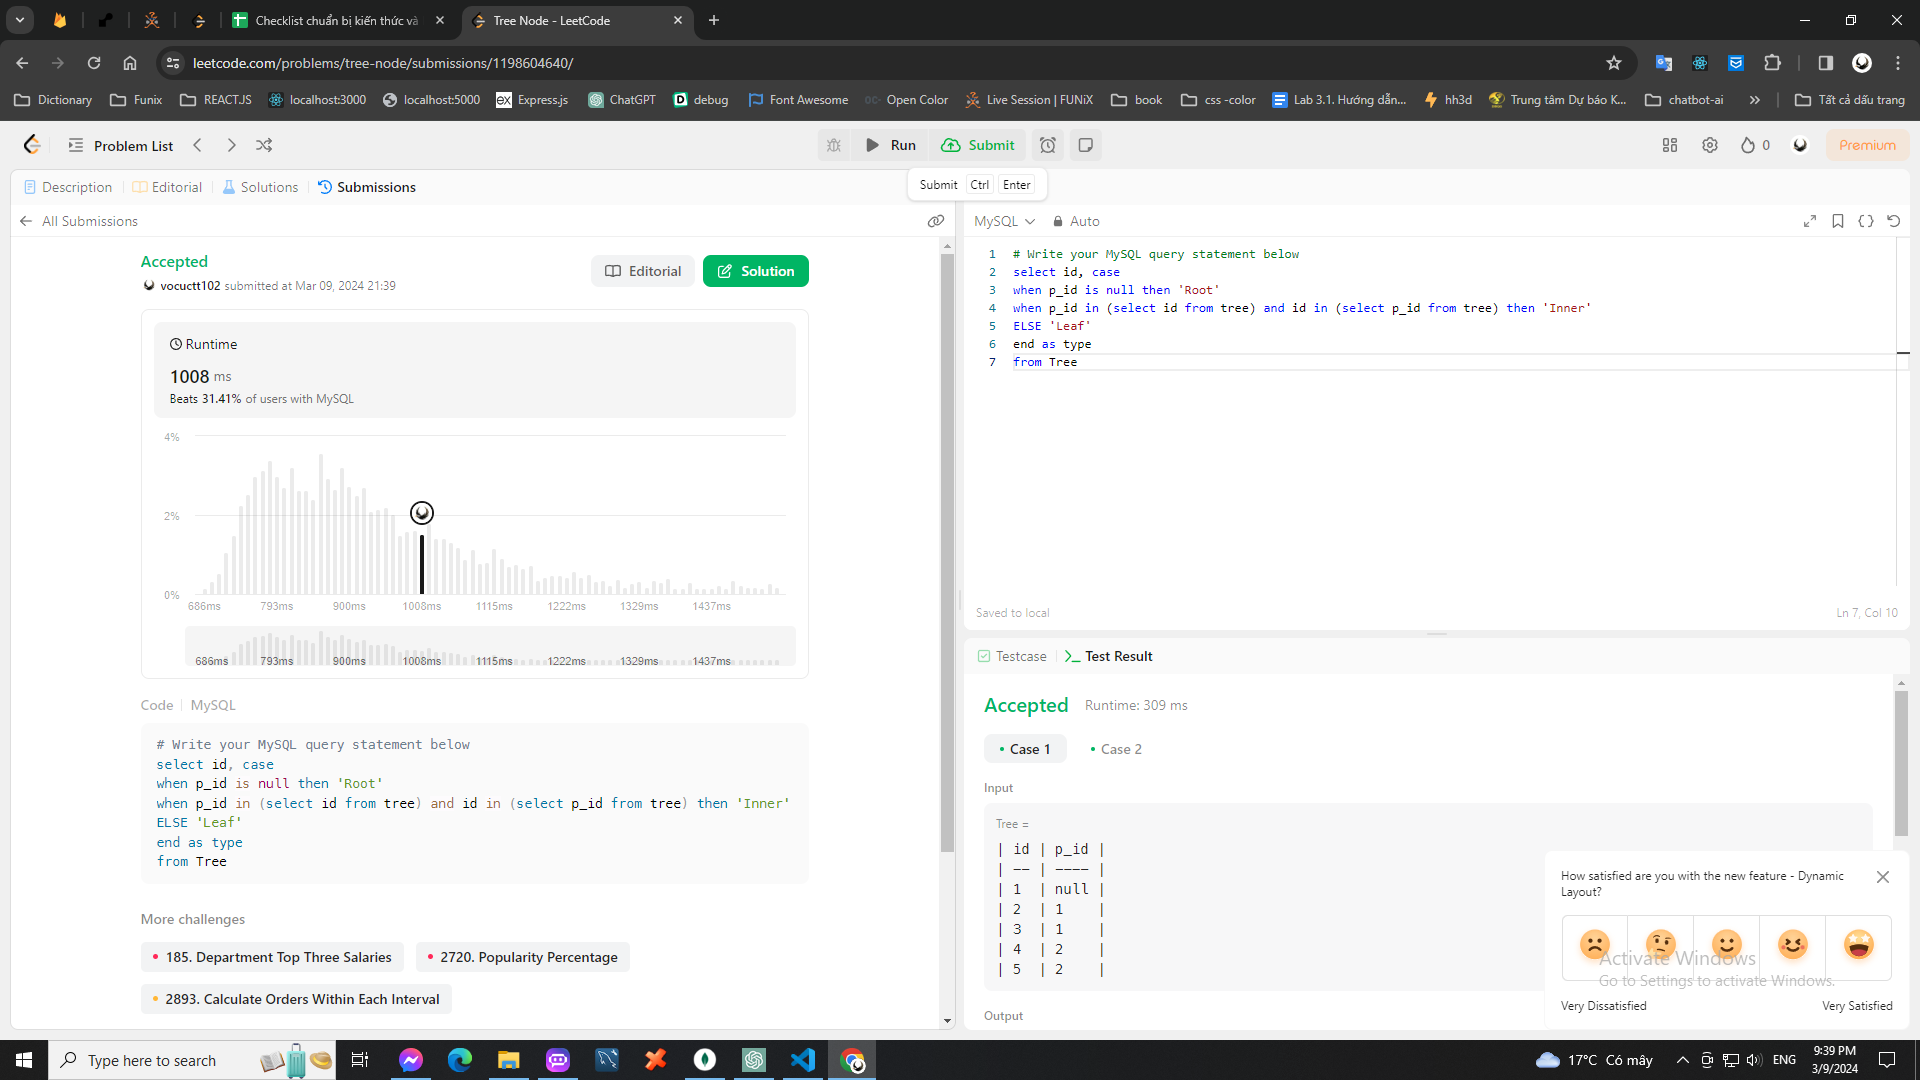 Checklist chuẩn bị kiến thức và
Tree Node - LeetCode
leetcode.com/problems/tree-node/submissions/1198604640/
Dictionary
Funix
REACT.JS
localhost:3000
localhost:5000
Express.js
ChatGPT
debug
Font Awesome
Open Color
Live Session | FUNiX
book
css -color
Lab 3.1. Hướng dẫn...
hh3d
Trung tâm Dự báo K...
chatbot-ai
Tất cả dấu trang
Problem List
Run
Submit
0
Premium
Description
Editorial
Solutions
Submissions
Submit Ctrl Enter
All Submissions
Accepted
vocuctt102 submitted at Mar 09, 2024 21:39
Editorial
Solution
Runtime
1008 ms
Beats 31.41% of users with MySQL
4%
2%
0%
686ms 793ms 900ms 1008ms 1115ms 1222ms 1329ms 1437ms
686ms 793ms 900ms 1008ms 1115ms 1222ms 1329ms 1437ms
Code MySQL
# Write your MySQL query statement below
select id, case
when p_id is null then 'Root'
when p_id in (select id from tree) and id in (select p_id from tree) then 'Inner'
ELSE 'Leaf'
end as type
from Tree
More challenges
185. Department Top Three Salaries
2720. Popularity Percentage
2893. Calculate Orders Within Each Interval
MySQL
Auto
1 # Write your MySQL query statement below
2 select id, case
3 when p_id is null then 'Root'
4 when p_id in (select id from tree) and id in (select p_id from tree) then 'Inner'
5 ELSE 'Leaf'
6 end as type
7 from Tree
Saved to local
Ln 7, Col 10
Testcase
Test Result
Accepted Runtime: 309 ms
Case 1
Case 2
Input
Tree =
| id | p_id |
| -- | ---- |
| 1 | null |
| 2 | 1 |
| 3 | 1 |
| 4 | 2 |
| 5 | 2 |
Output
How satisfied are you with the new feature - Dynamic
Layout?
Activate Windows
Go to Settings to activate Windows.
Very Dissatisfied
Very Satisfied
Type here to search
17°C Có mây
ENG
9:39 PM
3/9/2024